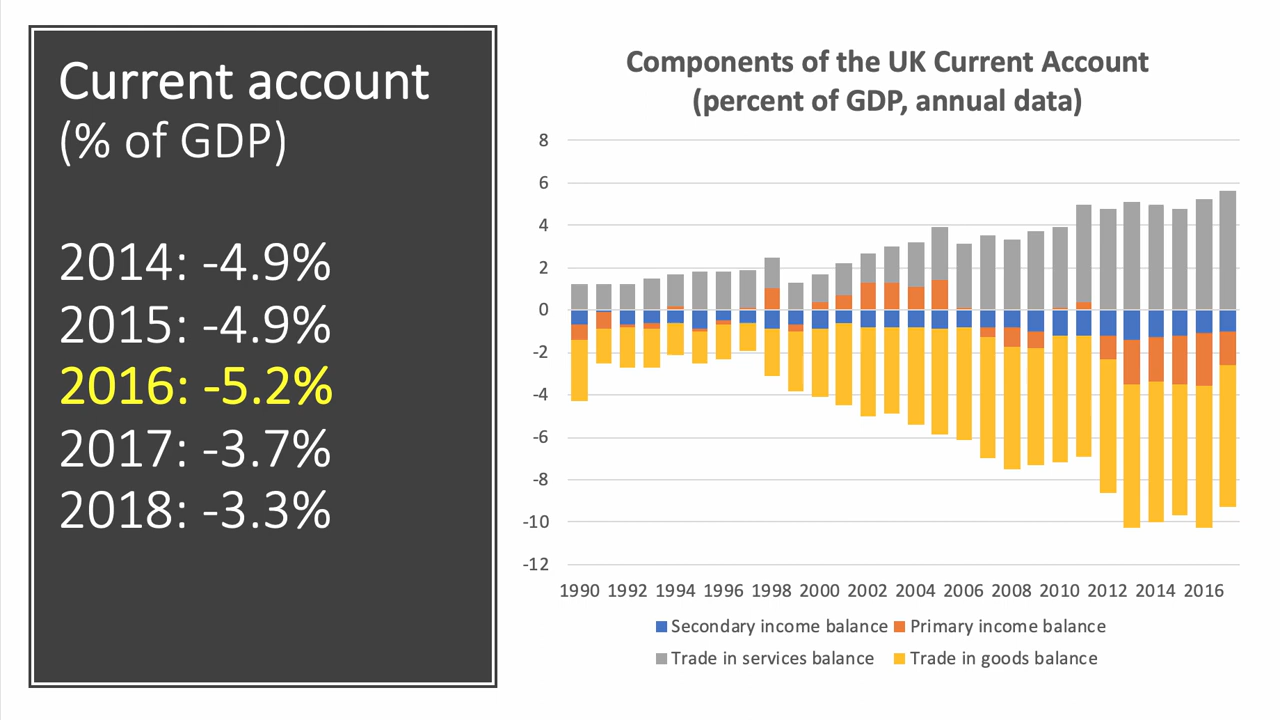 Current account
(% of GDP)
2014: -4.9%
2015: -4.9%
2016: -5.2%
2017: -3.7%
2018: -3.3%
Components of the UK Current Account
(percent of GDP, annual data)
8
6
4
2
0
-2
-4
-6
-8
-10
-12
1990 1992 1994 1996 1998 2000 2002 2004 2006 2008 2010 2012 2014 2016
Secondary income balance Primary income balance
Trade in services balance Trade in goods balance